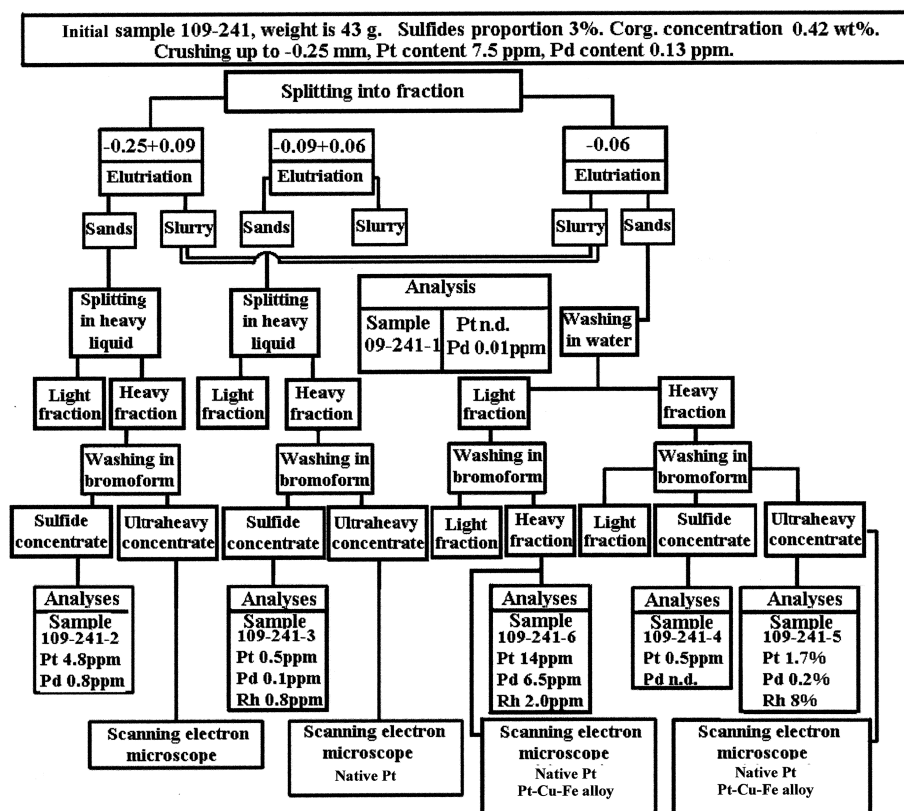 Initial sample 109-241, weight is 43 g. Sulfides proportion 3%. Corg. concentration 0.42 wt%.
Crushing up to -0.25 mm, Pt content 7.5 ppm, Pd content 0.13 ppm.
Splitting into fraction
-0.25+0.09
Elutriation
-0.09+0.06
Elutriation
-0.06
Elutriation
Sands
Slurry
Sands
Slurry
Slurry
Sands
Splitting
in heavy
liquid
Splitting
in heavy
liquid
Analysis
Sample
09-241-1
Pt n.d.
Pd 0.01ppm
Washing
in water
Light
fraction
Heavy
fraction
Light
fraction
Heavy
fraction
Light
fraction
Heavy
fraction
Washing in
bromoform
Washing in
bromoform
Washing in
bromoform
Washing in
bromoform
Sulfide
concentrate
Ultraheavy
concentrate
Sulfide
concentrate
Ultraheavy
concentrate
Light
fraction
Heavy
fraction
Light
fraction
Sulfide
concentrate
Ultraheavy
concentrate
Analyses
Sample
109-241-2
Pt 4.8ppm
Pd 0.8ppm
Analyses
Sample
109-241-3
Pt 0.5ppm
Pd 0.1ppm
Rh 0.8ppm
Analyses
Sample
109-241-6
Pt 14ppm
Pd 6.5ppm
Rh 2.0ppm
Analyses
Sample
109-241-4
Pt 0.5ppm
Pd n.d.
Analyses
Sample
109-241-5
Pt 1.7%
Pd 0.2%
Rh 8%
Scanning electron
microscope
Scanning electron
microscope
Native Pt
Scanning electron
microscope
Native Pt
Pt-Cu-Fe alloy
Scanning electron
microscope
Native Pt
Pt-Cu-Fe alloy